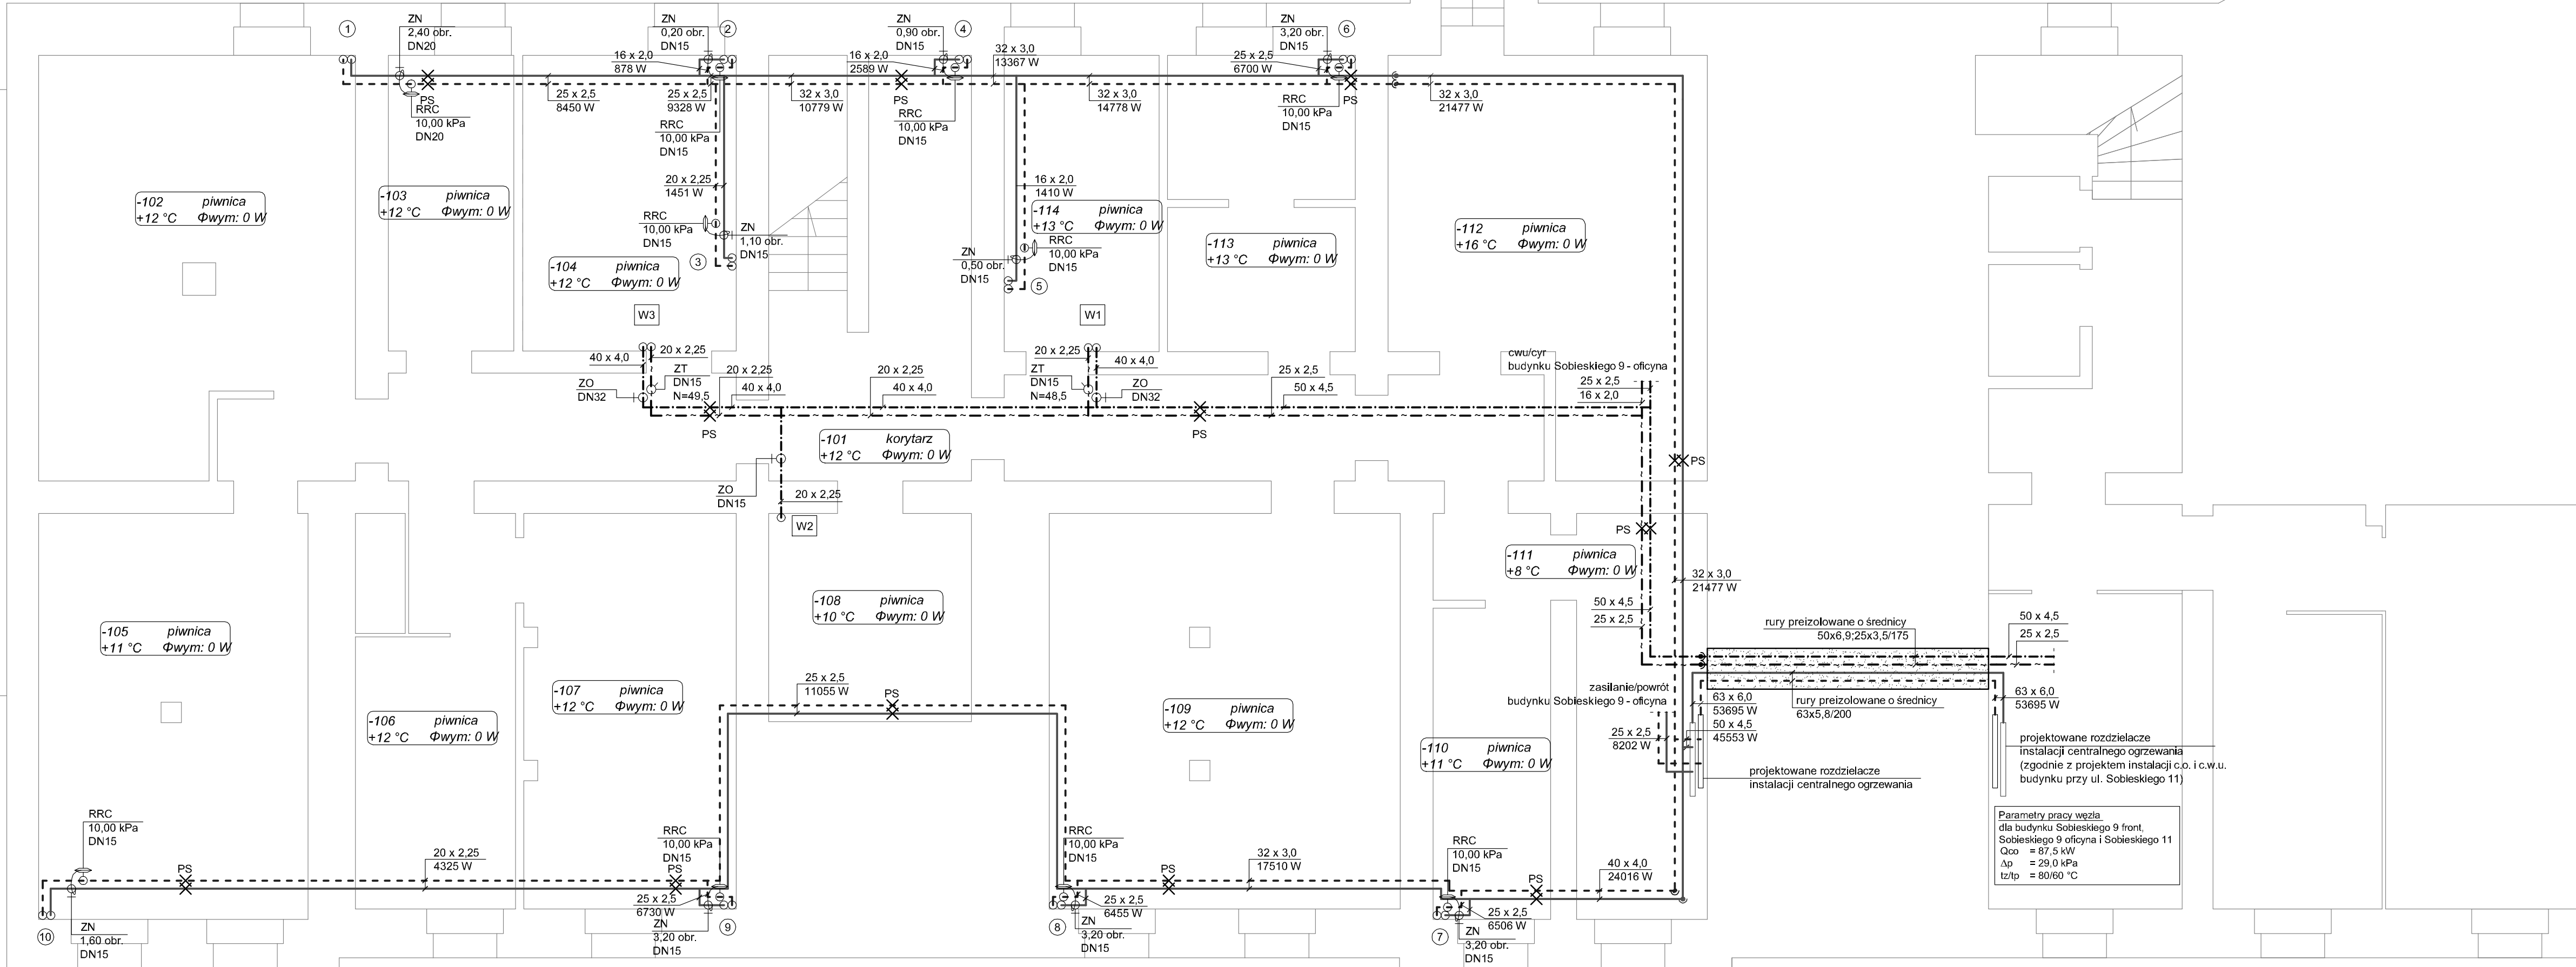 1
ZN
2,40 obr.
DN20
PS
RRC
10,00 kPa
DN20
25 x 2,5
8450 W
16 x 2,0
878 W
ZN
0,20 obr.
DN15
2
25 x 2,5
9328 W
RRC
10,00 kPa
DN15
32 x 3,0
10779 W
16 x 2,0
2589 W
ZN
0,90 obr.
DN15
4
PS
RRC
10,00 kPa
DN15
32 x 3,0
13367 W
32 x 3,0
14778 W
25 x 2,5
6700 W
ZN
3,20 obr.
DN15
6
RRC
10,00 kPa
DN15
PS
32 x 3,0
21477 W
-102 piwnica
+12 °C Φwym: 0 W
-103 piwnica
+12 °C Φwym: 0 W
20 x 2,25
1451 W
RRC
10,00 kPa
DN15
ZN
1,10 obr.
DN15
3
-104 piwnica
+12 °C Φwym: 0 W
16 x 2,0
1410 W
-114 piwnica
+13 °C Φwym: 0 W
ZN
0,50 obr.
DN15
RRC
10,00 kPa
DN15
5
-113 piwnica
+13 °C Φwym: 0 W
-112 piwnica
+16 °C Φwym: 0 W
W3
W1
40 x 4,0
20 x 2,25
ZO
DN32
ZT
DN15
N=49,5
20 x 2,25
40 x 4,0
PS
20 x 2,25
40 x 4,0
20 x 2,25
40 x 4,0
ZT
DN15
N=48,5
ZO
DN32
PS
25 x 2,5
50 x 4,5
cwu/cyr
budynku Sobieskiego 9 - oficyna
25 x 2,5
16 x 2,0
-101 korytarz
+12 °C Φwym: 0 W
PS
ZO
DN15
20 x 2,25
W2
PS
-111 piwnica
+8 °C Φwym: 0 W
32 x 3,0
21477 W
50 x 4,5
25 x 2,5
-108 piwnica
+10 °C Φwym: 0 W
-105 piwnica
+11 °C Φwym: 0 W
rury preizolowane o średnicy
50x6,9;25x3,5/175
50 x 4,5
25 x 2,5
25 x 2,5
11055 W
PS
-107 piwnica
+12 °C Φwym: 0 W
-106 piwnica
+12 °C Φwym: 0 W
-109 piwnica
+12 °C Φwym: 0 W
-110 piwnica
+11 °C Φwym: 0 W
zasilanie/powrót
budynku Sobieskiego 9 - oficyna
63 x 6,0
53695 W
50 x 4,5
45553 W
25 x 2,5
8202 W
rury preizolowane o średnicy
63x5,8/200
63 x 6,0
53695 W
projektowane rozdzielacze
instalacji centralnego ogrzewania
projektowane rozdzielacze
instalacji centralnego ogrzewania
(zgodnie z projektem instalacji c.o. i c.w.u.
budynku przy ul. Sobieskiego 11)
Parametry pracy węzła
dla budynku Sobieskiego 9 front,
Sobieskiego 9 oficyna i Sobieskiego 11
Qco = 87,5 kW
Δp = 29,0 kPa
tz/tp = 80/60 °C
RRC
10,00 kPa
DN15
PS
20 x 2,25
4325 W
RRC
10,00 kPa
DN15
PS
25 x 2,5
6730 W
ZN
3,20 obr.
DN15
9
RRC
10,00 kPa
DN15
PS
32 x 3,0
17510 W
25 x 2,5
6455 W
ZN
3,20 obr.
DN15
8
RRC
10,00 kPa
DN15
PS
40 x 4,0
24016 W
25 x 2,5
6506 W
ZN
3,20 obr.
DN15
7
10
ZN
1,60 obr.
DN15